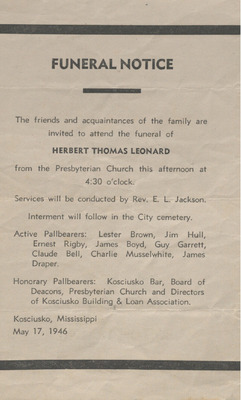 FUNERAL NOTICE
The friends and acquaintances of the family are
invited to attend the funeral of
HERBERT THOMAS LEONARD
from the Presbyterian Church this afternoon at
4:30 o'clock.
Services will be conducted by Rev. E. L. Jackson.
Interment will follow in the City cemetery.
Active Pallbearers: Lester Brown, Jim Hull,
Ernest Rigby, James Boyd, Guy Garrett,
Claude Bell, Charlie Musselwhite, James
Draper.
Honorary Pallbearers: Kosciusko Bar, Board of
Deacons, Presbyterian Church and Directors
of Kosciusko Building & Loan Association.
Kosciusko, Mississippi
May 17, 1946